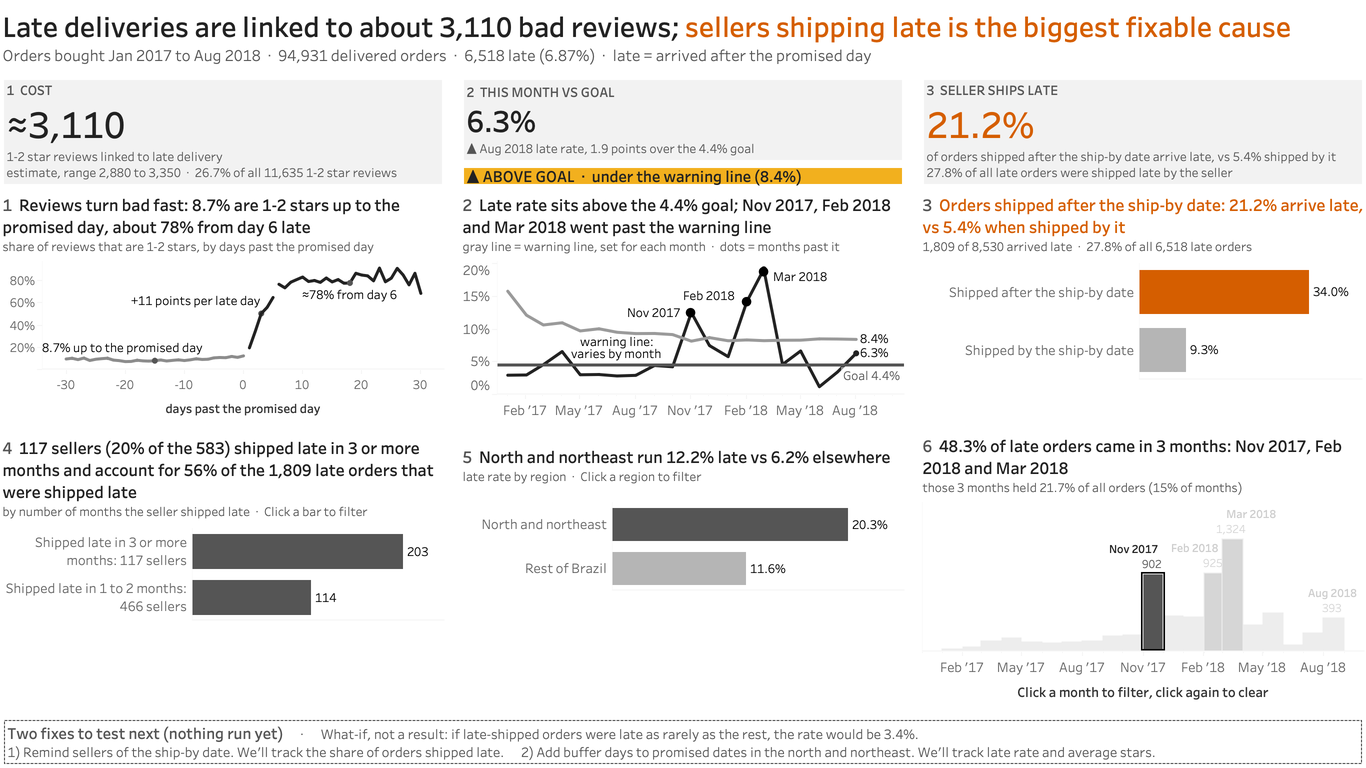 Late deliveries are linked to about 3,110 bad reviews; sellers shipping late is the biggest fixable cause
Orders bought Jan 2017 to Aug 2018 · 94,931 delivered orders · 6,518 late (6.87%) · late = arrived after the promised day
1 COST
≈3,110
1-2 star reviews linked to late delivery
estimate, range 2,880 to 3,350 · 26.7% of all 11,635 1-2 star reviews
2 THIS MONTH VS GOAL
6.3%
▲ Aug 2018 late rate, 1.9 points over the 4.4% goal
▲ ABOVE GOAL · under the warning line (8.4%)
3 SELLER SHIPS LATE
21.2%
of orders shipped after the ship-by date arrive late, vs 5.4% shipped by it
27.8% of all late orders were shipped late by the seller
1 Reviews turn bad fast: 8.7% are 1-2 stars up to the
promised day, about 78% from day 6 late
share of reviews that are 1-2 stars, by days past the promised day
80%
60%
40%
20%
+11 points per late day
≈78% from day 6
8.7% up to the promised day
-30 -20 -10 0 10 20 30
days past the promised day
2 Late rate sits above the 4.4% goal; Nov 2017, Feb 2018
and Mar 2018 went past the warning line
gray line = warning line, set for each month · dots = months past it
20%
15%
10%
5%
0%
Mar 2018
Feb 2018
Nov 2017
warning line:
varies by month
8.4%
6.3%
Goal 4.4%
Feb '17 May '17 Aug '17 Nov '17 Feb '18 May '18 Aug '18
3 Orders shipped after the ship-by date: 21.2% arrive late,
vs 5.4% when shipped by it
1,809 of 8,530 arrived late · 27.8% of all 6,518 late orders
Shipped after the ship-by date 34.0%
Shipped by the ship-by date 9.3%
4 117 sellers (20% of the 583) shipped late in 3 or more
months and account for 56% of the 1,809 late orders that
were shipped late
by number of months the seller shipped late · Click a bar to filter
Shipped late in 3 or more
months: 117 sellers
203
Shipped late in 1 to 2 months:
466 sellers
114
5 North and northeast run 12.2% late vs 6.2% elsewhere
late rate by region · Click a region to filter
North and northeast 20.3%
Rest of Brazil 11.6%
6 48.3% of late orders came in 3 months: Nov 2017, Feb
2018 and Mar 2018
those 3 months held 21.7% of all orders (15% of months)
Mar 2018
1,324
Nov 2017
902
Feb 2018
925
Aug 2018
393
Feb '17 May '17 Aug '17 Nov '17 Feb '18 May '18 Aug '18
Click a month to filter, click again to clear
Two fixes to test next (nothing run yet) · What-if, not a result: if late-shipped orders were late as rarely as the rest, the rate would be 3.4%.
1) Remind sellers of the ship-by date. We'll track the share of orders shipped late. 2) Add buffer days to promised dates in the north and northeast. We'll track late rate and average stars.